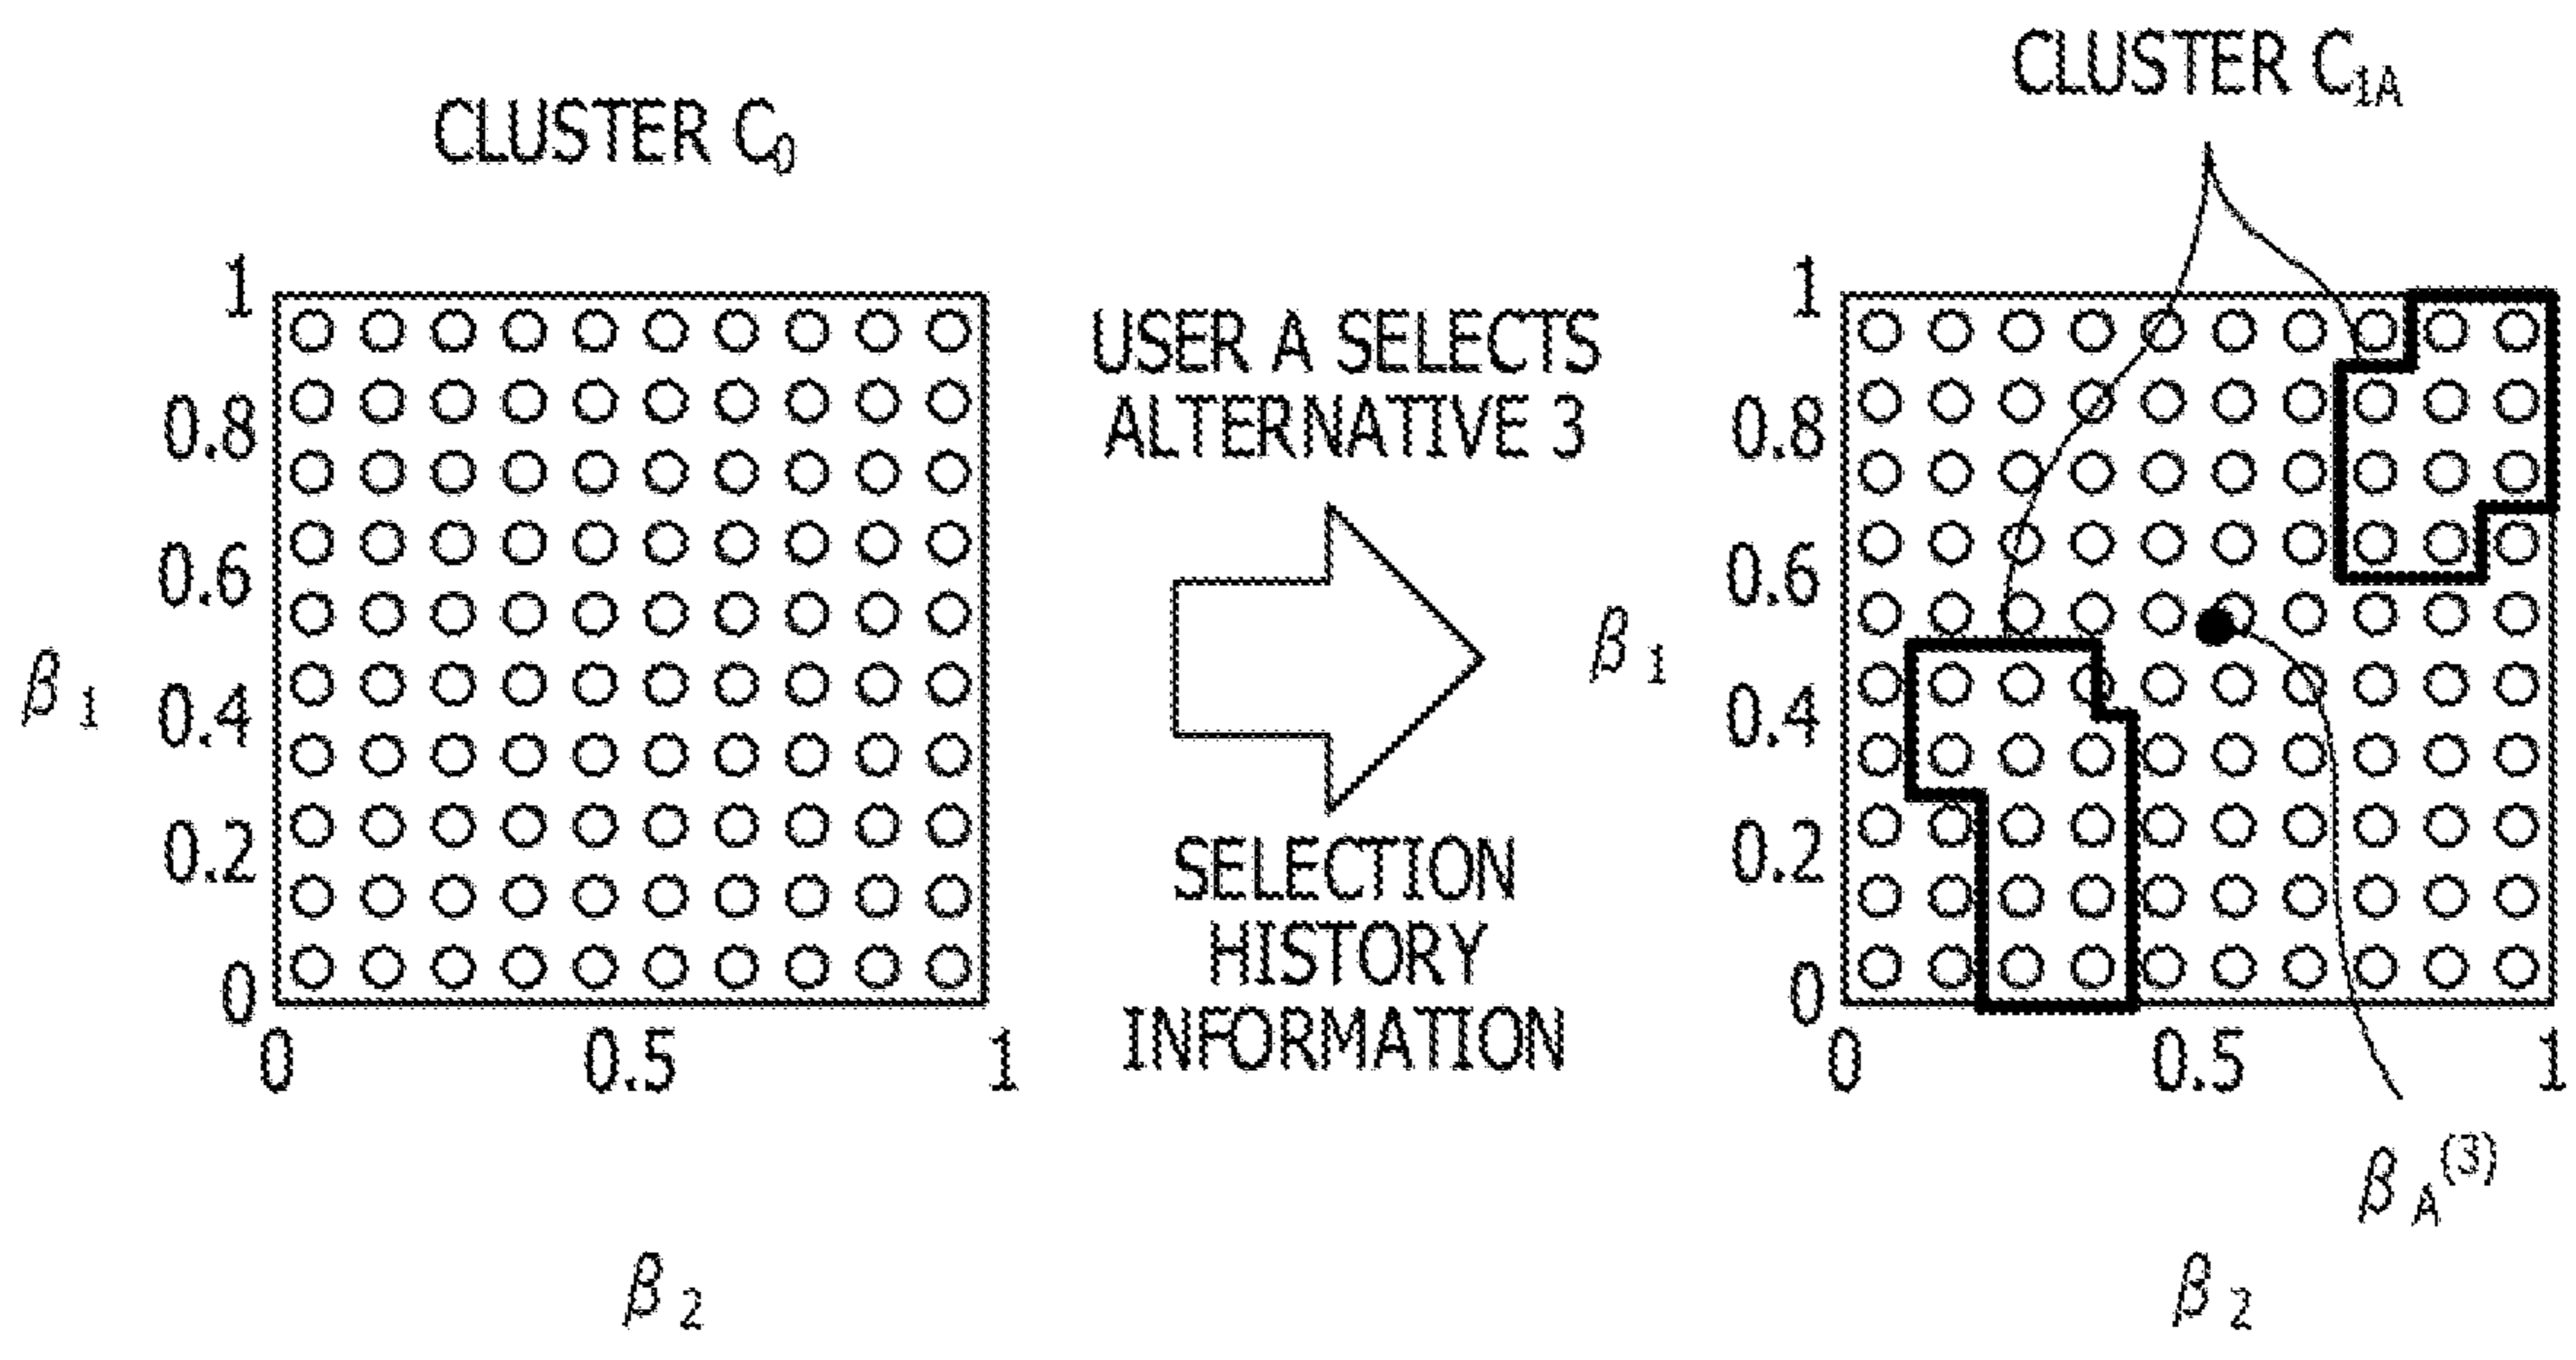 CLUSTER C0
1
0.8
0.6
0.4
0.2
0
β1
0
0.5
1
β2
USER A SELECTS
ALTERNATIVE 3
SELECTION
HISTORY
INFORMATION
CLUSTER C1A
1
0.8
0.6
0.4
0.2
0
β1
0
0.5
1
βA(3)
β2